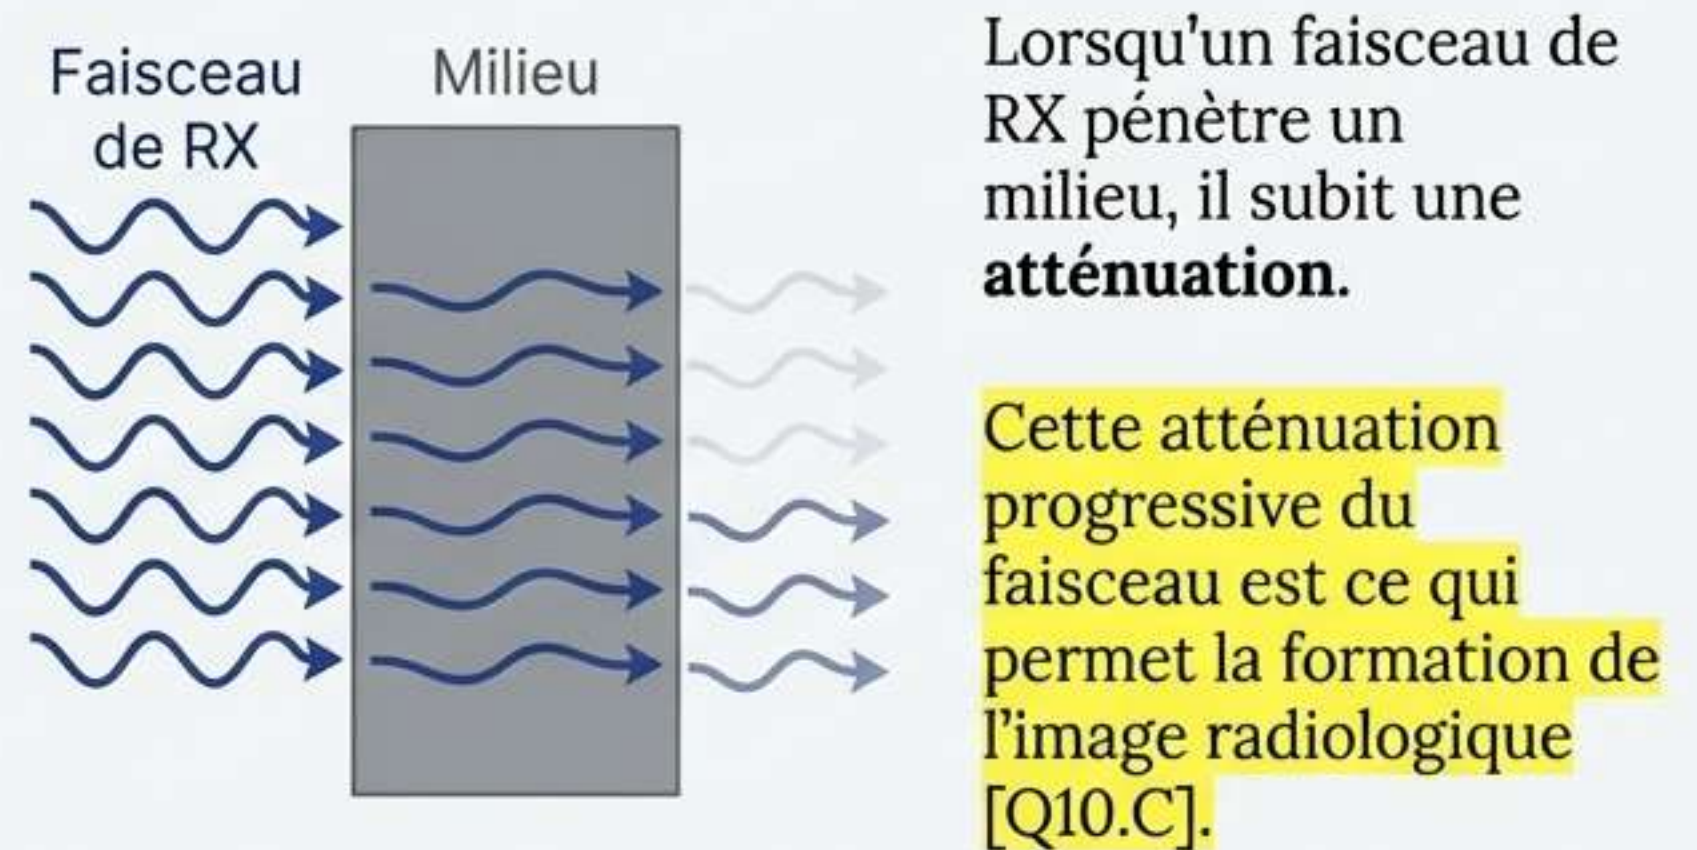 Faisceau
de RX
Milieu
Lorsqu'un faisceau de
RX pénètre un
milieu, il subit une
atténuation.
Cette atténuation
progressive du
faisceau est ce qui
permet la formation de
l'image radiologique
[Q10.C].